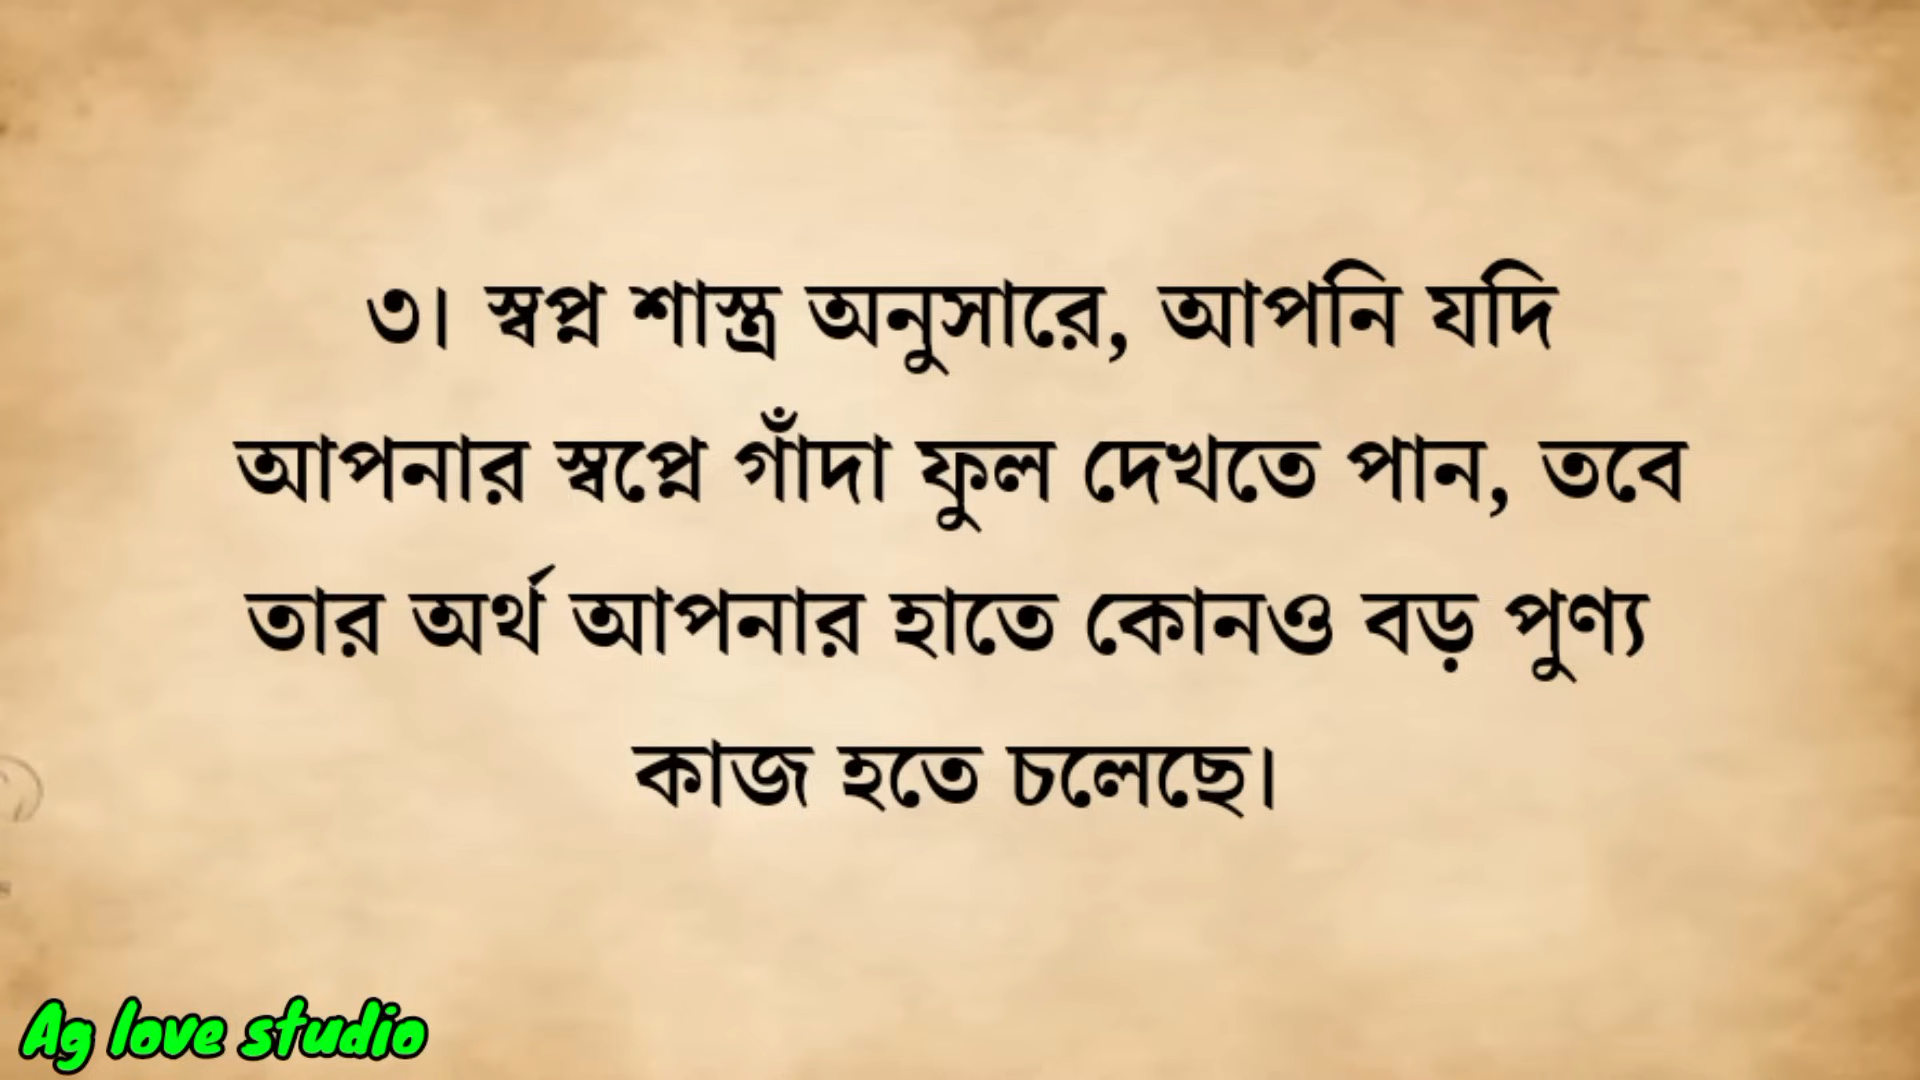 ৩। স্বপ্ন শাস্ত্র অনুসারে, আপনি যদি
আপনার স্বপ্নে গাঁদা ফুল দেখতে পান, তবে
তার অর্থ আপনার হাতে কোনও বড় পুণ্য
কাজ হতে চলেছে।
Ag love studio